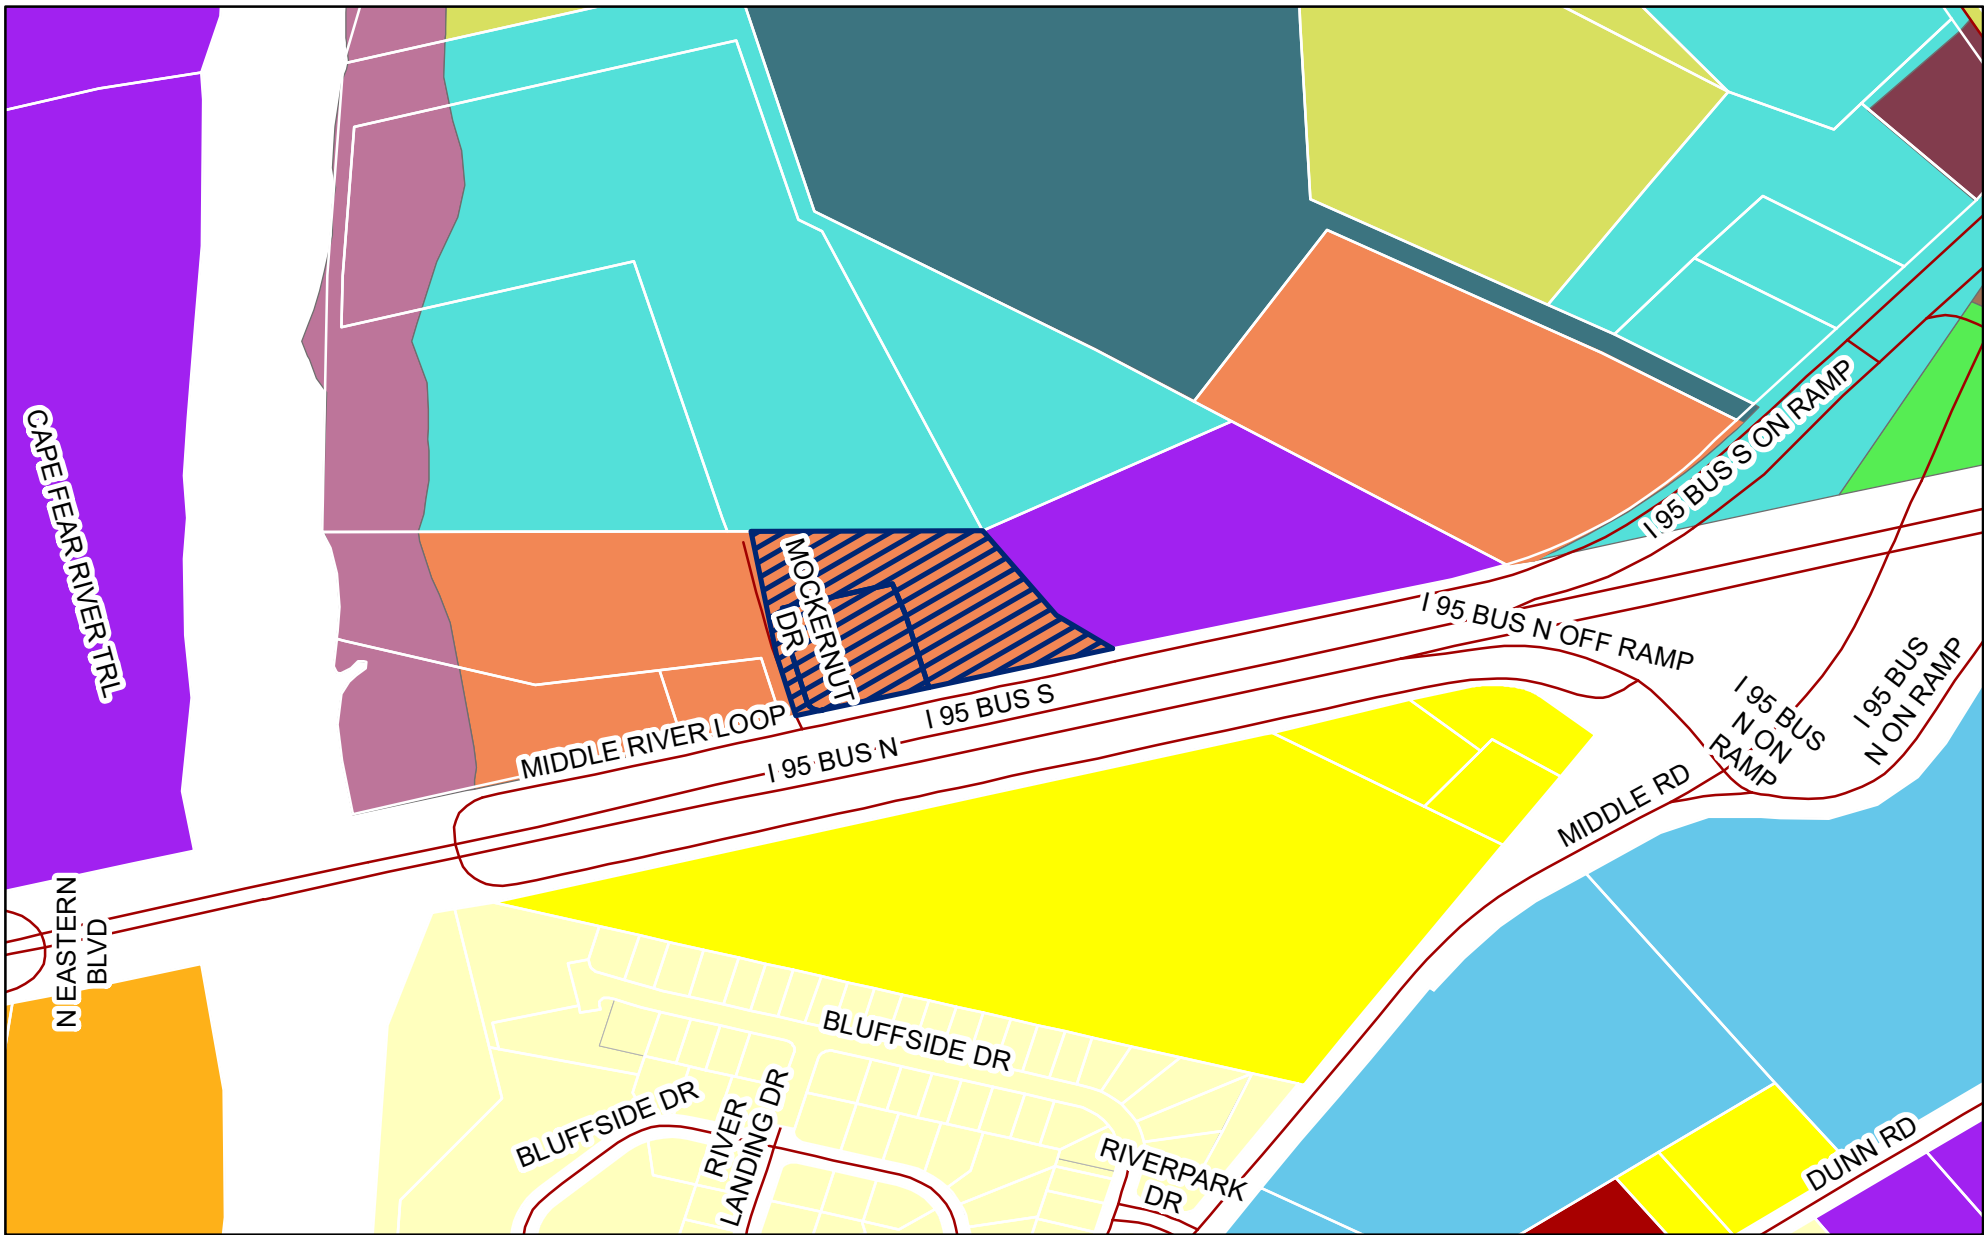 CAPE FEAR RIVER TRL
MOCKERNUT
DR
I 95 BUS S ON RAMP
I 95 BUS N OFF RAMP
I 95 BUS
N ON RAMP
I 95 BUS
N ON
RAMP
MIDDLE RIVER LOOP
I 95 BUS S
I 95 BUS N
MIDDLE RD
N EASTERN
BLVD
BLUFFSIDE DR
BLUFFSIDE DR
RIVER
LANDING DR
RIVERPARK
DR
DUNN RD